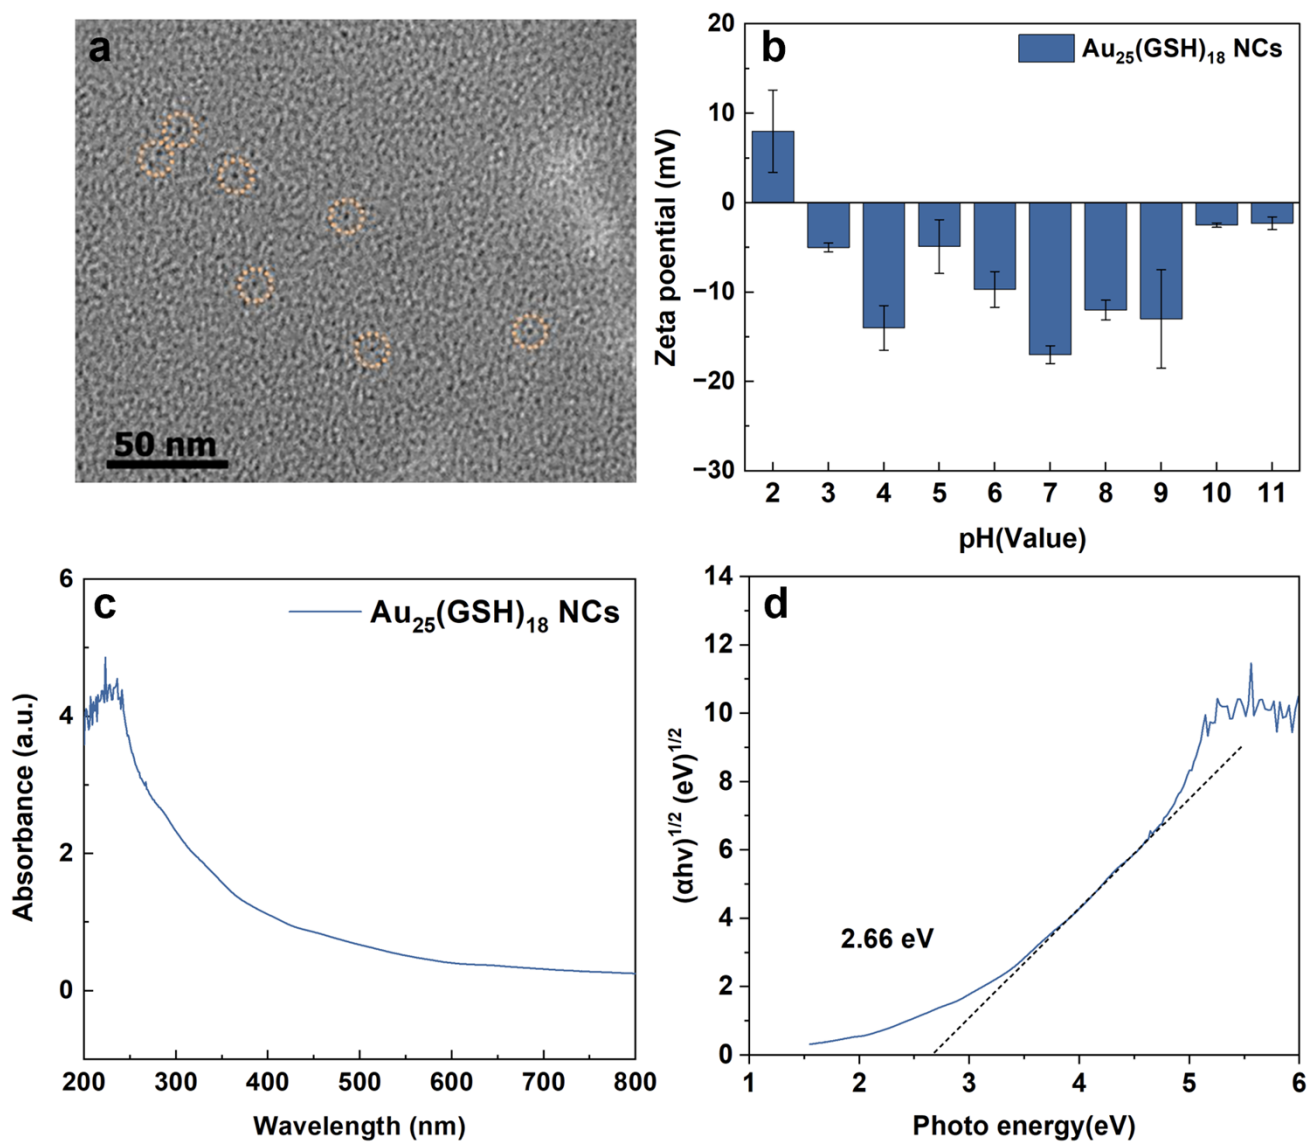 a
50 nm
b
Au₂₅(GSH)₁₈ NCs
Zeta poential (mV)
20
10
0
−10
−20
−30
2 3 4 5 6 7 8 9 10 11
pH(Value)
c
Au₂₅(GSH)₁₈ NCs
Absorbance (a.u.)
6
4
2
0
200 300 400 500 600 700 800
Wavelength (nm)
d
(αhv)¹/² (eV)¹/²
14
12
10
8
6
4
2
0
2.66 eV
1 2 3 4 5 6
Photo energy(eV)